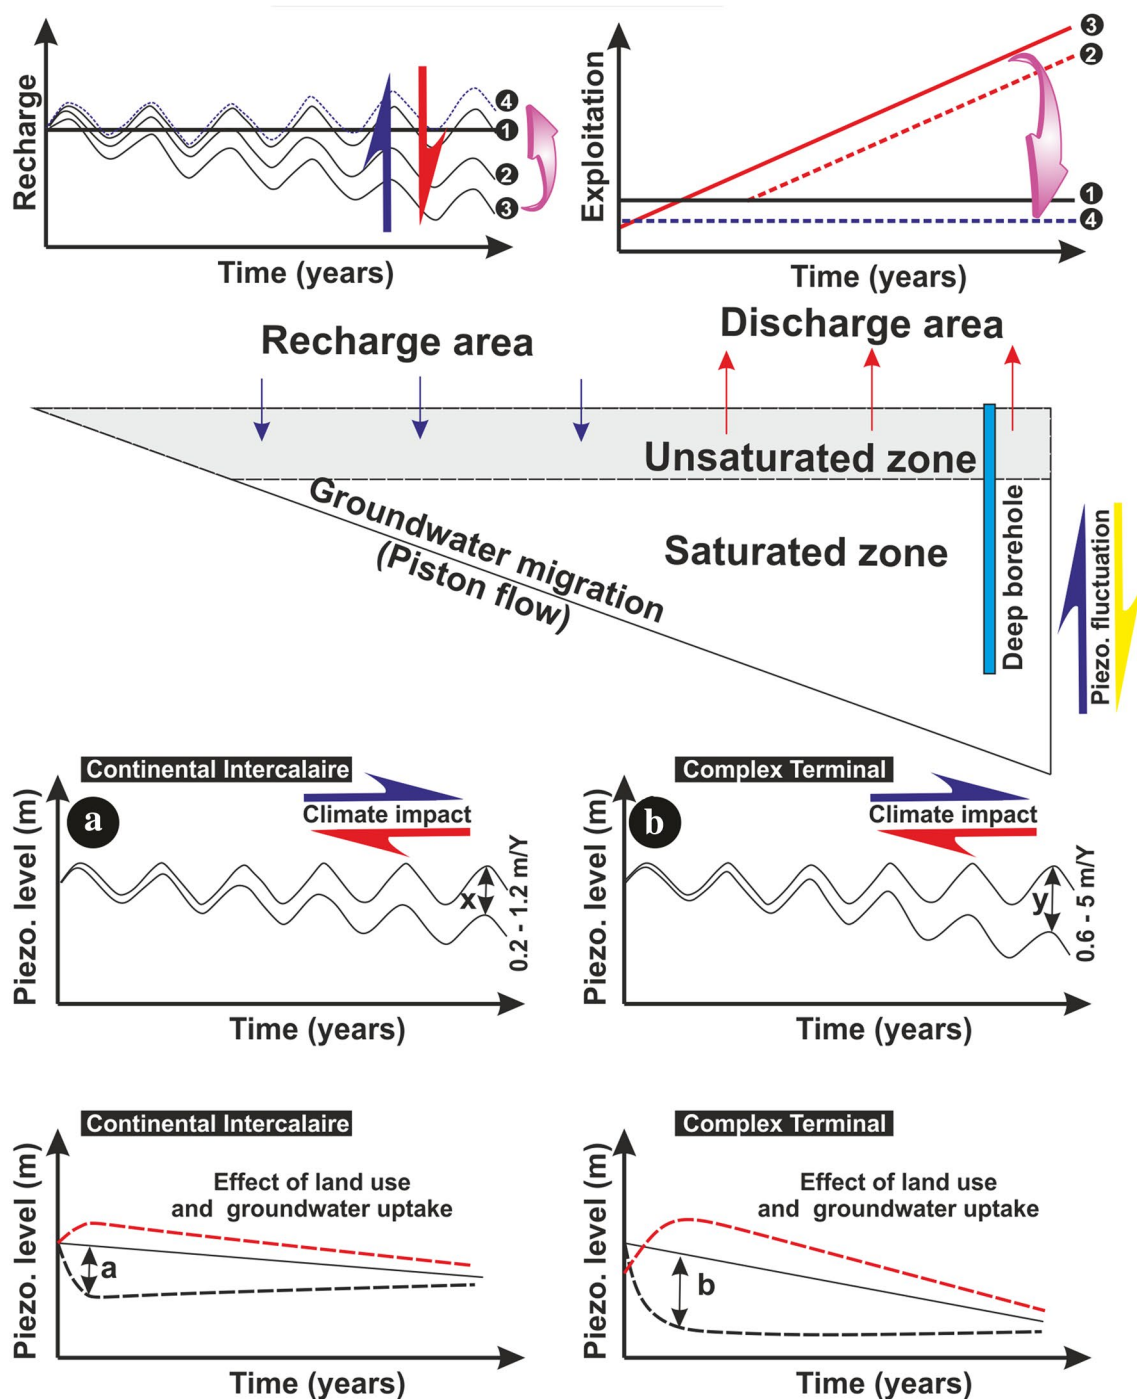 Recharge
4
1
2
3
Time (years)
Exploitation
3
2
1
4
Time (years)
Recharge area
Discharge area
Unsaturated zone
Groundwater migration
(Piston flow)
Saturated zone
Deep borehole
Piezo. fluctuation
Continental Intercalaire
a
Climate impact
Piezo. level (m)
x
0.2 - 1.2 m/Y
Time (years)
Complex Terminal
b
Climate impact
Piezo. level (m)
y
0.6 - 5 m/Y
Time (years)
Continental Intercalaire
Piezo. level (m)
Effect of land use
and groundwater uptake
a
Time (years)
Complex Terminal
Piezo. level (m)
Effect of land use
and groundwater uptake
b
Time (years)